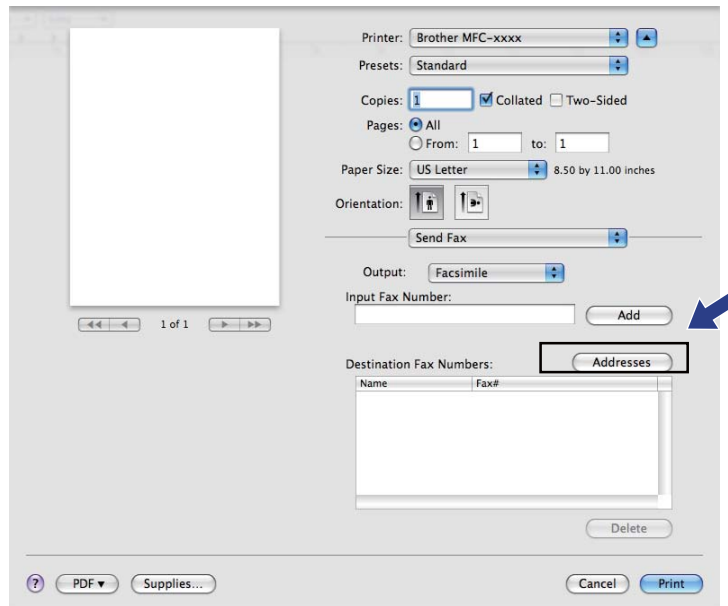 Printer: Brother MFC-xxxx
Presets: Standard
Copies: 1 Collated Two-Sided
Pages: All
From: 1 to: 1
Paper Size: US Letter 8.50 by 11.00 inches
Orientation:
Send Fax
Output: Facsimile
Input Fax Number:
Add
1 of 1
Destination Fax Numbers: Addresses
Name Fax#
Delete
? PDF Supplies... Cancel Print